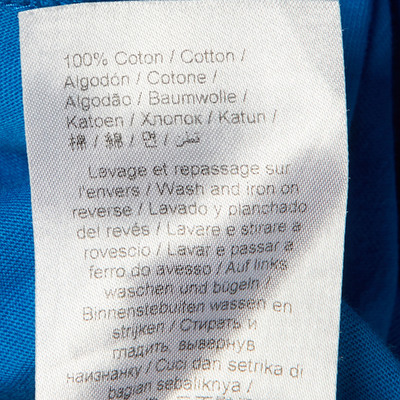 100% Coton / Cotton /
Algodón / Cotone /
Algodão / Baumwolle /
Katoen / Хлопок / Katun /
棉 / 綿 / 면 / قطن /
Lavage et repassage sur
l'envers / Wash and iron on
reverse / Lavado y planchado
del revés / Lavare e stirare a
rovescio / Lavar e passar a
ferro do avesso / Auf links
waschen und bügeln /
Binnenstebuiten wassen en
strijken / Стирать и
гладить, вывернув
наизнанку / Cuci dan setrika di
bagian sebaliknya /